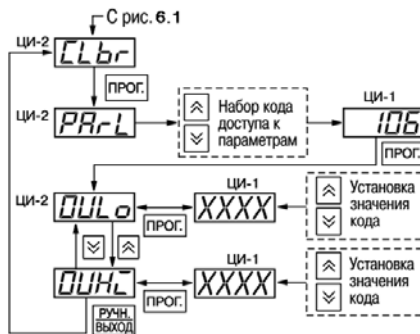 С рис. 6.1
ЦИ-2 CLbr
ПРОГ.
ЦИ-2 PArL
Набор кода доступа к параметрам
ЦИ-1
106
ПРОГ.
ЦИ-2 OULo
ПРОГ.
ЦИ-1
XXXX
Установка значения кода
OUHi
РУЧН.
ВЫХОД
ПРОГ.
ЦИ-1
XXXX
Установка значения кода